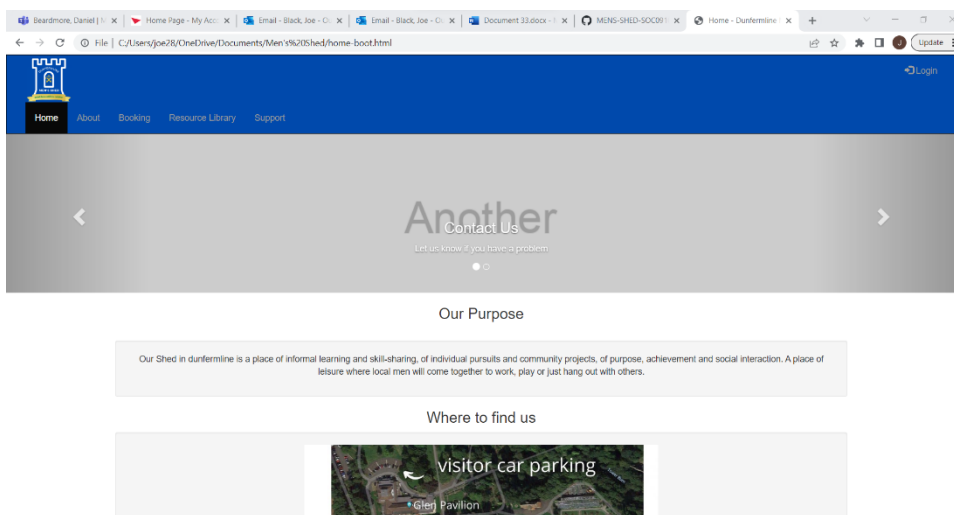 Beardmore, Daniel |
Home Page - My Acc
Email - Black, Joe - O
Email - Black, Joe - O
Document 33.docx -
MENS-SHED-SOC091
Home - Dunfermline
File | C:/Users/joe28/OneDrive/Documents/Men's%20Shed/home-boot.html
J
Update
Login
Home About Booking Resource Library Support
Another
Contact Us
Let us know if you have a problem
Our Purpose
Our Shed in dunfermline is a place of informal learning and skill-sharing, of individual pursuits and community projects, of purpose, achievement and social interaction. A place of
leisure where local men will come together to work, play or just hang out with others.
Where to find us
visitor car parking
Glen Pavilion